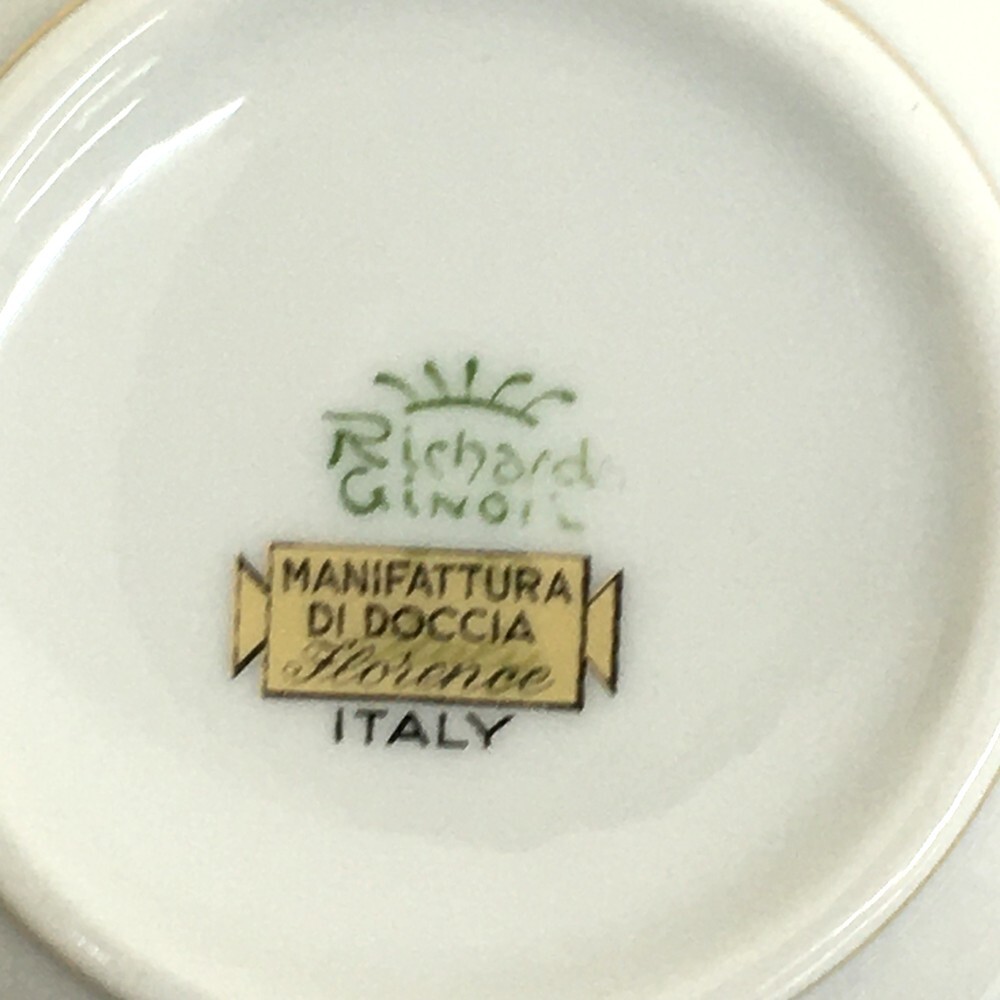 Richard
GINORI
MANIFATTURA
DI DOCCIA
Florence
ITALY